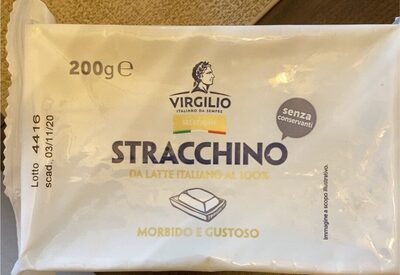 200g e
VIRGILIO
ITALIANO DA SEMPRE
senza
conservanti
STRACCHINO
DA LATTE ITALIANO AL 100%
MORBIDO E GUSTOSO
Lotto 4416
scad. 03/11/20
Immagine a scopo illustrativo.